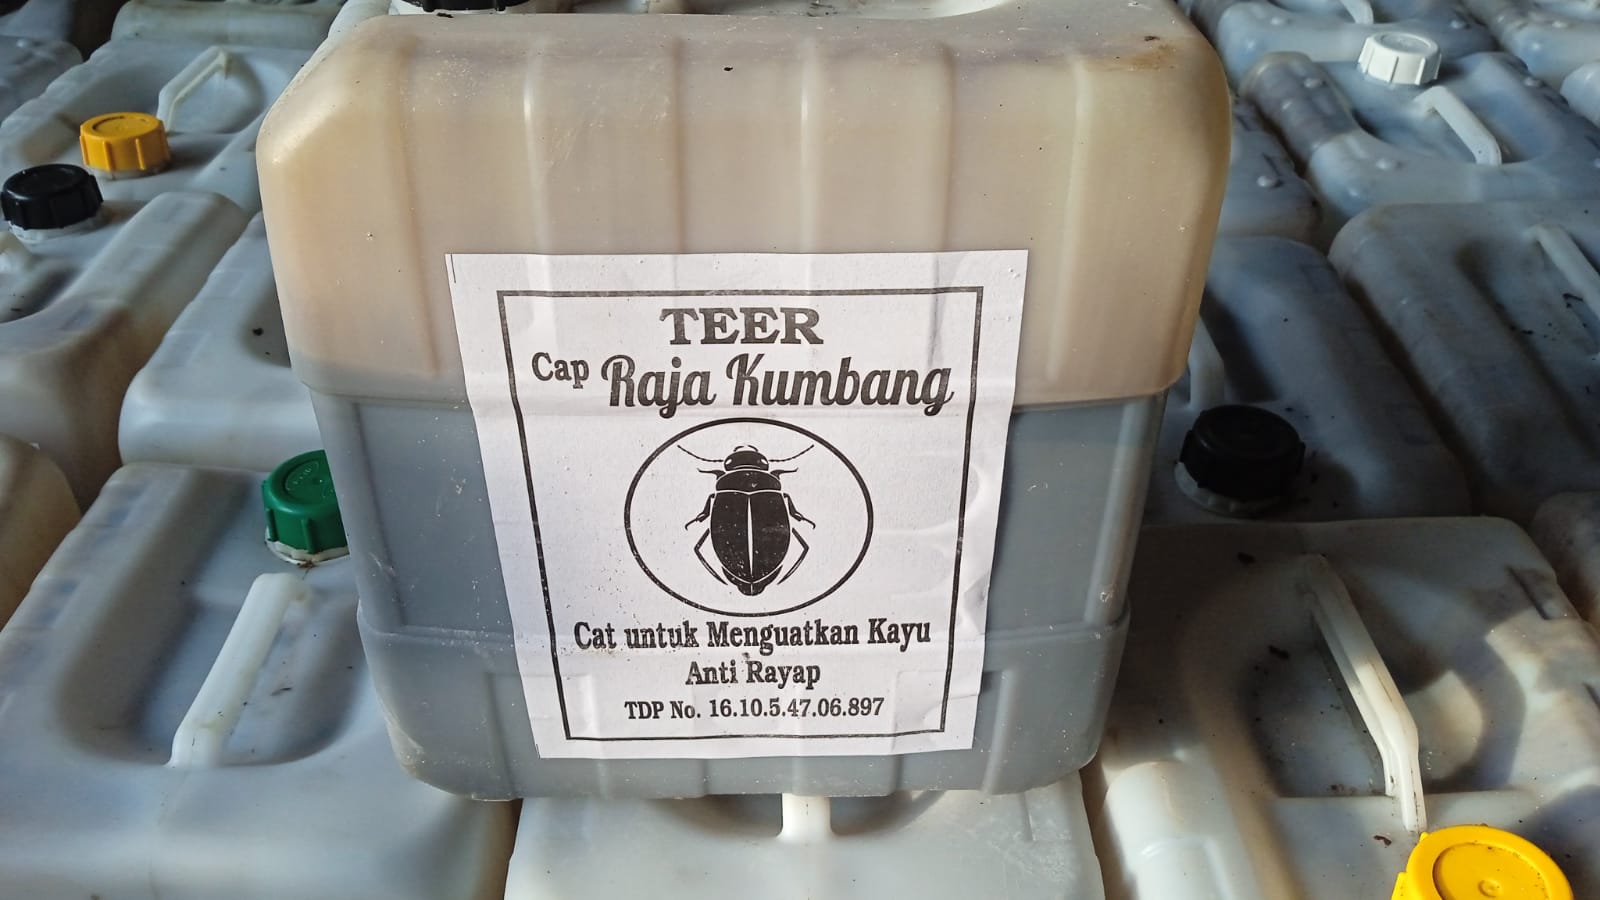 TEER
Cap Raja Kumbang
Cat untuk Menguatkan Kayu
Anti Rayap
TDP No. 16.10.5.47.06.897